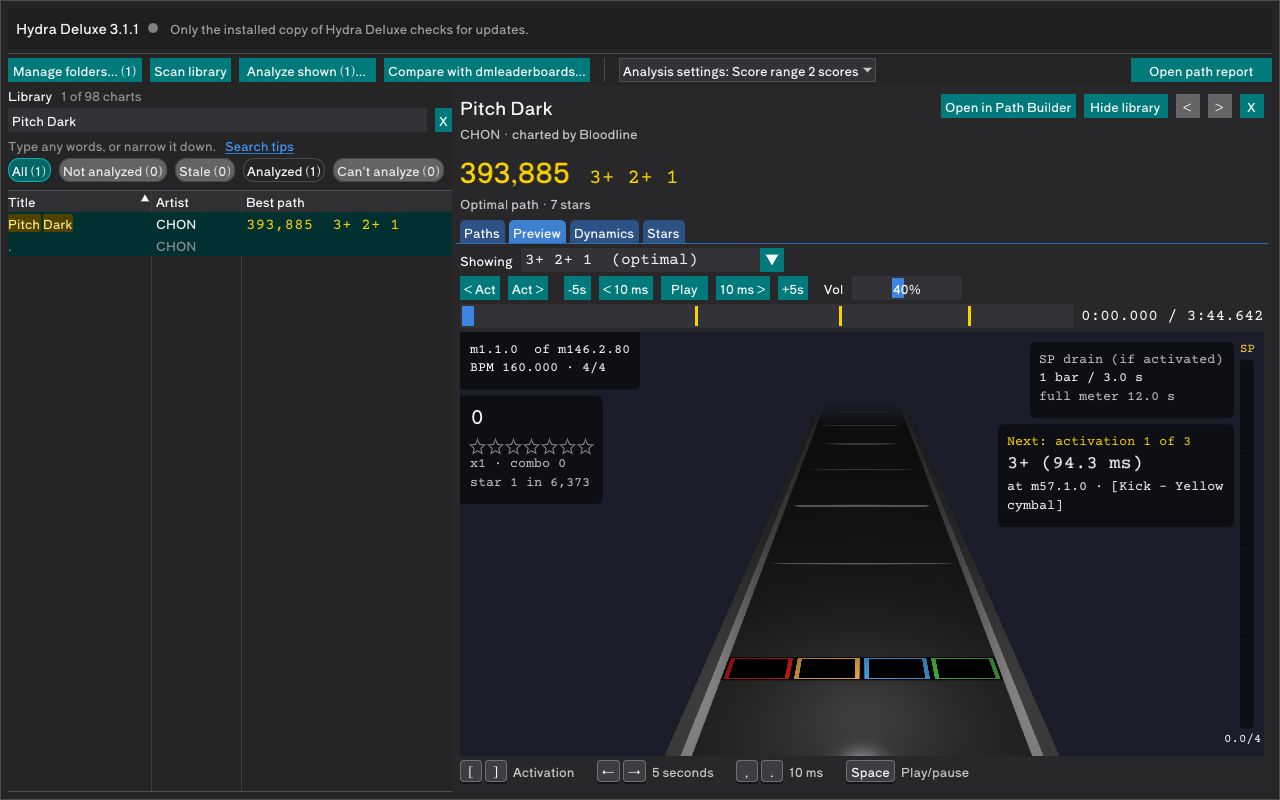 Hydra Deluxe 3.1.1 Only the installed copy of Hydra Deluxe checks for updates.
Manage folders... (1) Scan library Analyze shown (1)... Compare with dmleaderboards... Analysis settings: Score range 2 scores Open path report
Library 1 of 98 charts
Pitch Dark X
Type any words, or narrow it down. Search tips
All (1) Not analyzed (0) Stale (0) Analyzed (1) Can't analyze (0)
Title Artist Best path
Pitch Dark CHON 393,885 3+ 2+ 1
. CHON
Pitch Dark Open in Path Builder Hide library < > X
CHON · charted by Bloodline
393,885 3+ 2+ 1
Optimal path · 7 stars
Paths Preview Dynamics Stars
Showing 3+ 2+ 1 (optimal)
< Act Act > -5s < 10 ms Play 10 ms > +5s Vol 40%
0:00.000 / 3:44.642
m1.1.0 of m146.2.80
BPM 160.000 · 4/4
0
x1 · combo 0
star 1 in 6,373
SP drain (if activated)
1 bar / 3.0 s
full meter 12.0 s
SP
Next: activation 1 of 3
3+ (94.3 ms)
at m57.1.0 · [Kick - Yellow
cymbal]
0.0/4
[ ] Activation ← → 5 seconds , . 10 ms Space Play/pause